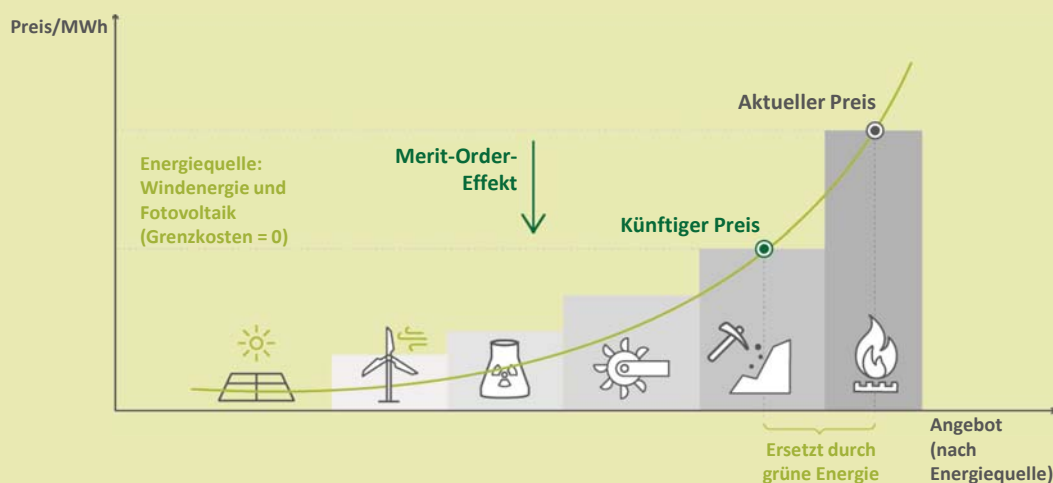 Preis/MWh
Aktueller Preis
Merit-Order-
Effekt
Energiequelle:
Windenergie und
Fotovoltaik
(Grenzkosten = 0)
Künftiger Preis
Angebot
(nach
Energiequelle)
Ersetzt durch
grüne Energie